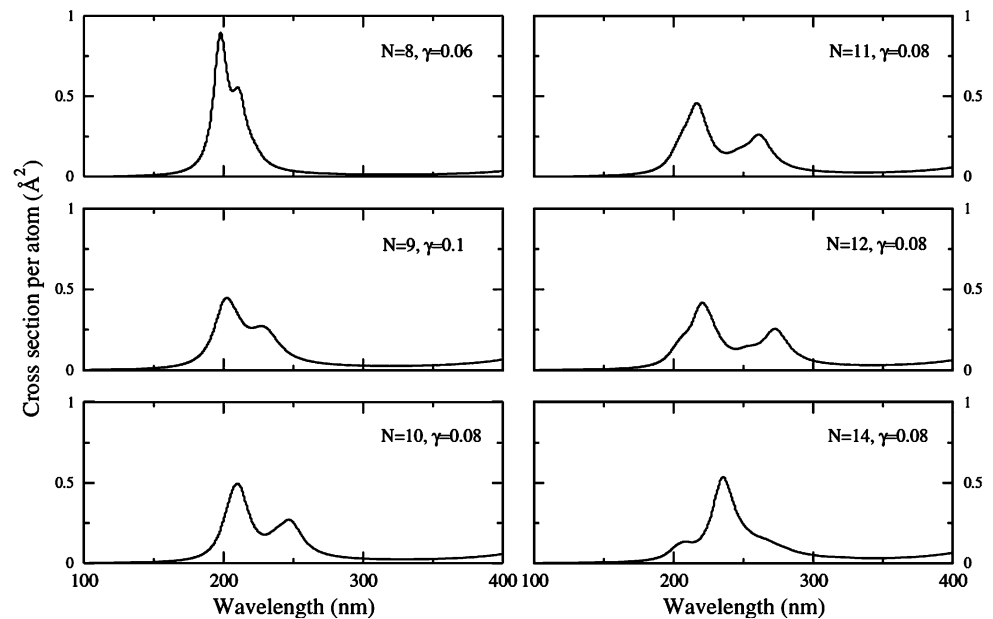 1
0.5
0
N=8, γ=0.06
1
0.5
0
N=11, γ=0.08
1
0.5
0
N=9, γ=0.1
1
0.5
0
N=12, γ=0.08
1
0.5
0
N=10, γ=0.08
1
0.5
0
N=14, γ=0.08
100 200 300 400
100 200 300 400
Wavelength (nm)
Wavelength (nm)
Cross section per atom (Å²)